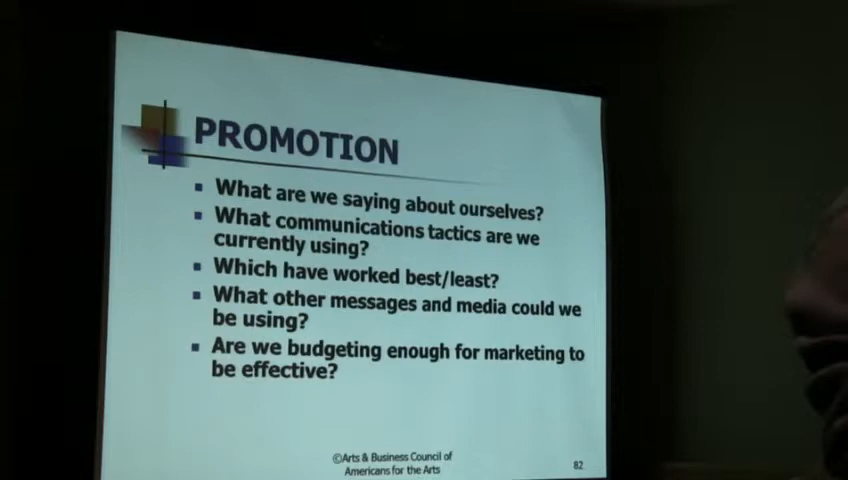 PROMOTION
What are we saying about ourselves?
What communications tactics are we
currently using?
Which have worked best/least?
What other messages and media could we
be using?
Are we budgeting enough for marketing to
be effective?
©Arts & Business Council of
Americans for the Arts
82